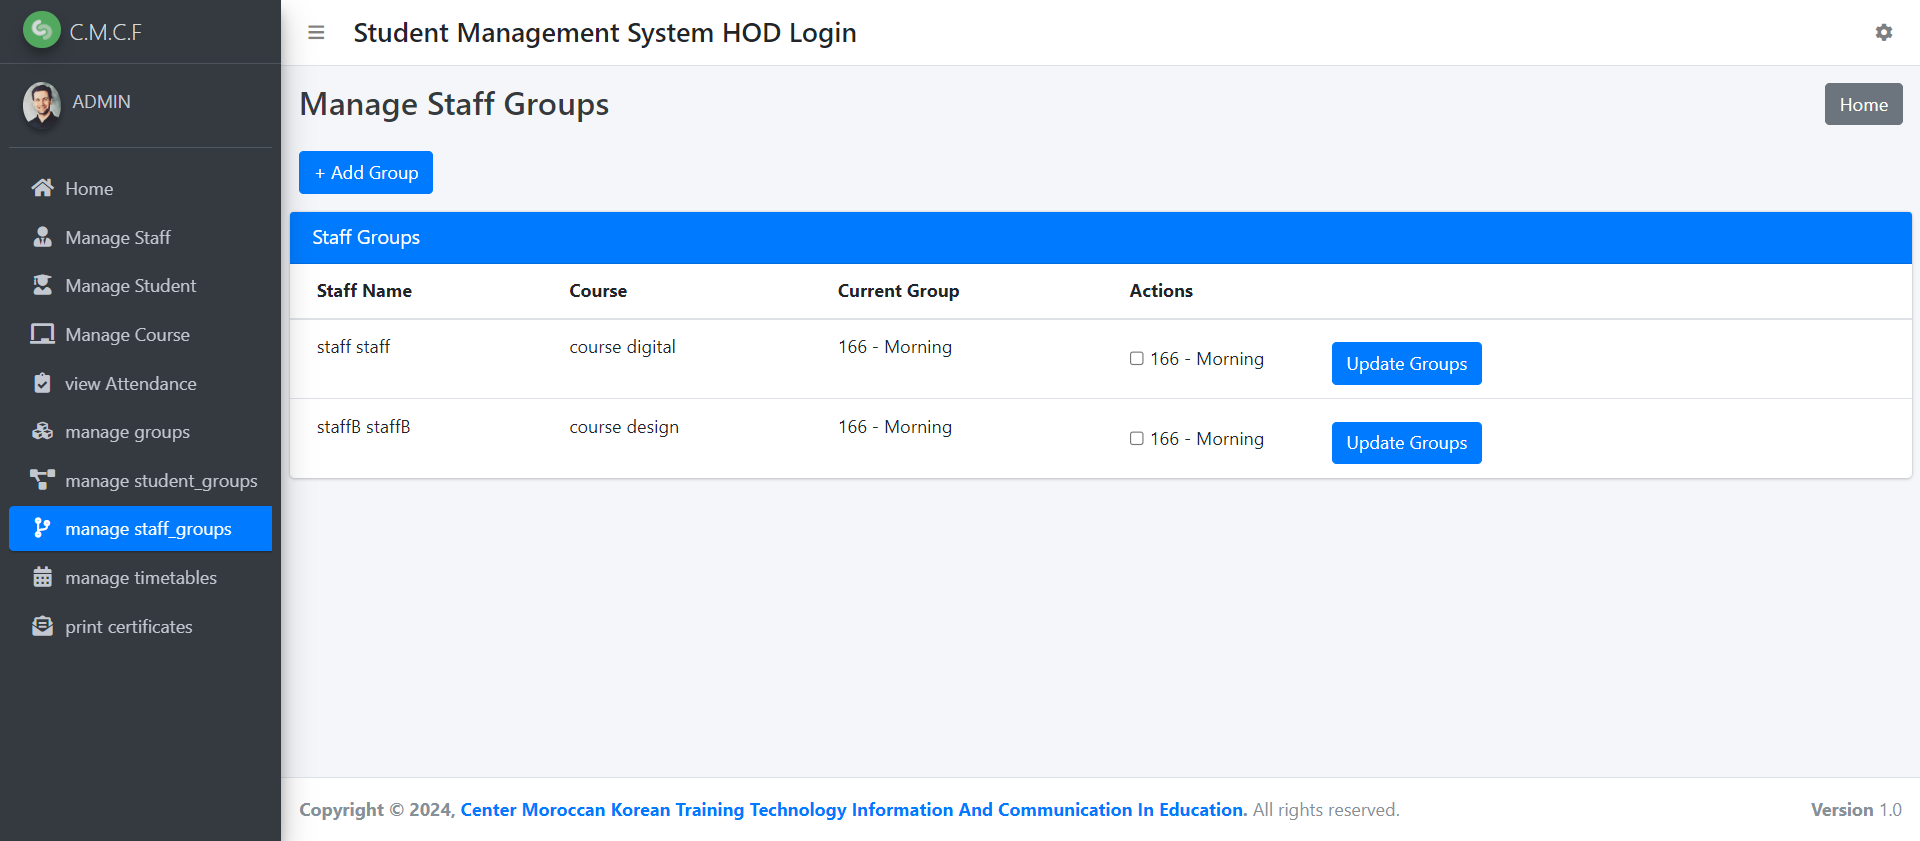 C.M.C.F
Student Management System HOD Login
ADMIN
Home
Manage Staff
Manage Student
Manage Course
view Attendance
manage groups
manage student_groups
manage staff_groups
manage timetables
print certificates
Manage Staff Groups
Home
+ Add Group
Staff Groups
Staff Name Course Current Group Actions
staff staff course digital 166 - Morning 166 - Morning Update Groups
staffB staffB course design 166 - Morning 166 - Morning Update Groups
Copyright © 2024, Center Moroccan Korean Training Technology Information And Communication In Education. All rights reserved. Version 1.0